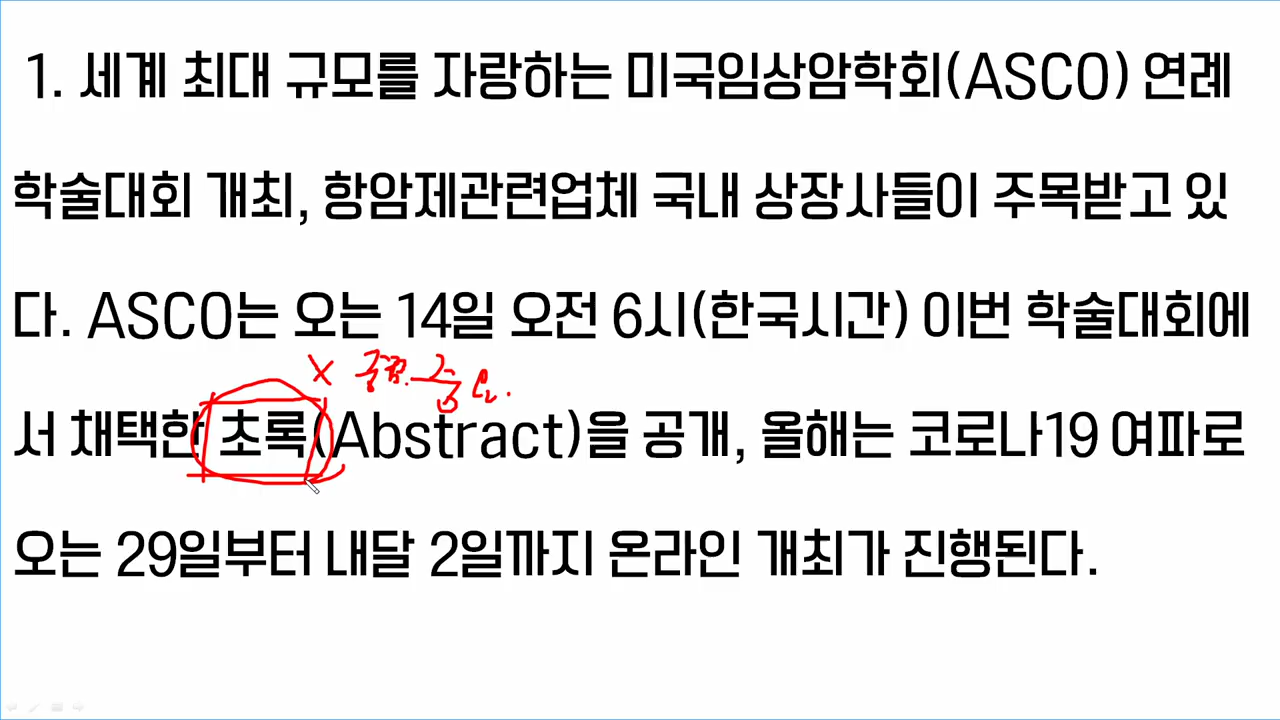 1. 세계 최대 규모를 자랑하는 미국임상암학회(ASCO) 연례
학술대회 개최, 항암제관련업체 국내 상장사들이 주목받고 있
다. ASCO는 오는 14일 오전 6시(한국시간) 이번 학술대회에
서 채택한 초록(Abstract)을 공개, 올해는 코로나19 여파로
오는 29일부터 내달 2일까지 온라인 개최가 진행된다.